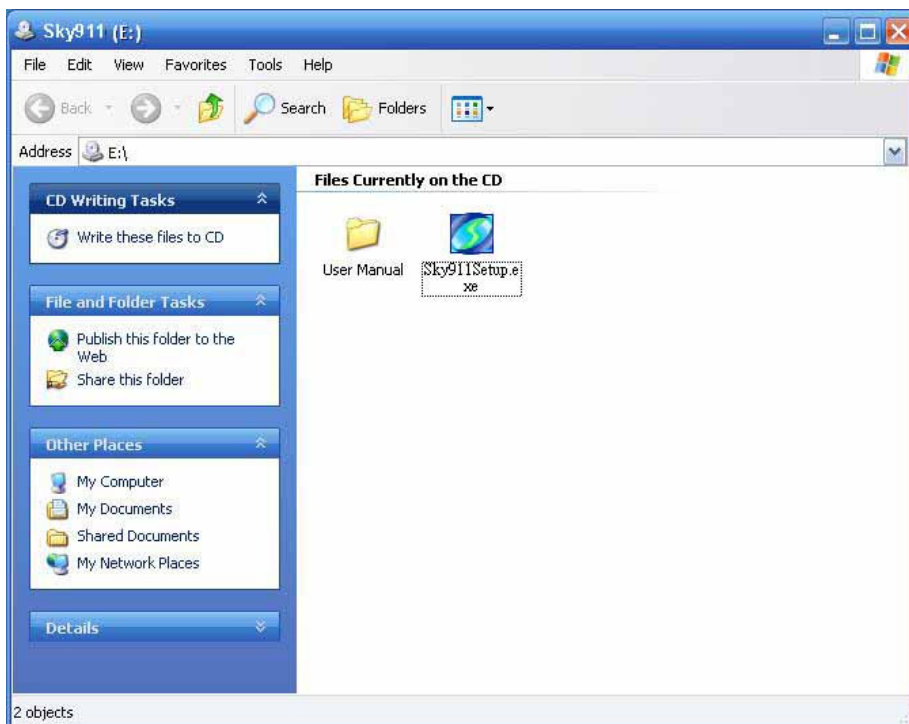 Sky911 (E:)
File Edit View Favorites Tools Help
Back Search Folders
Address E:\
CD Writing Tasks
Write these files to CD
File and Folder Tasks
Publish this folder to the
Web
Share this folder
Other Places
My Computer
My Documents
Shared Documents
My Network Places
Details
Files Currently on the CD
User Manual
Sky911Setup.e
xe
2 objects